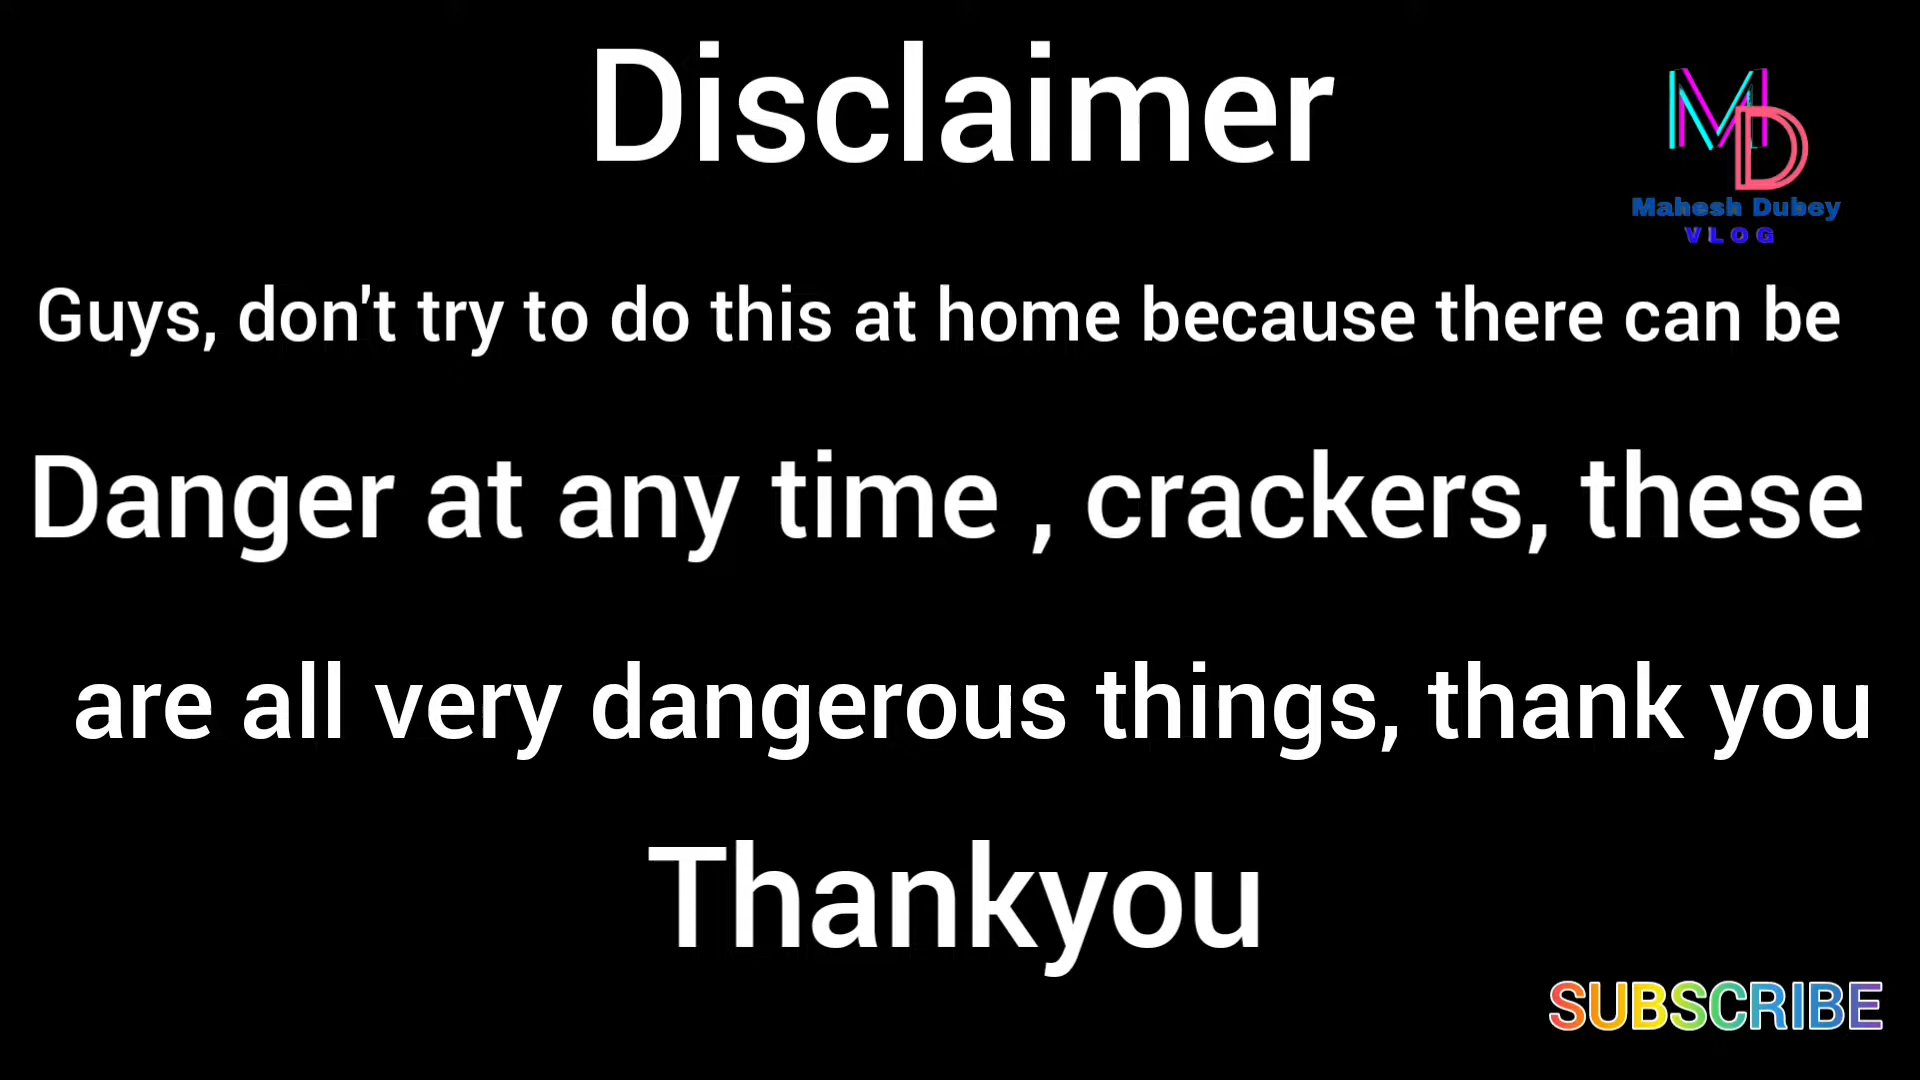 Disclaimer
MD
Mahesh Dubey
VLOG
Guys, don't try to do this at home because there can be
Danger at any time , crackers, these
are all very dangerous things, thank you
Thankyou
SUBSCRIBE